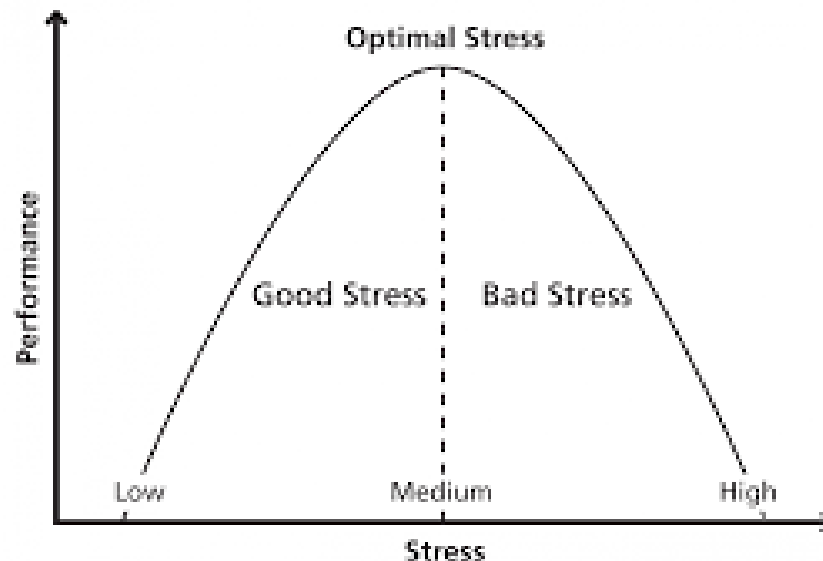 Optimal Stress
Performance
Good Stress
Bad Stress
Low
Medium
High
Stress